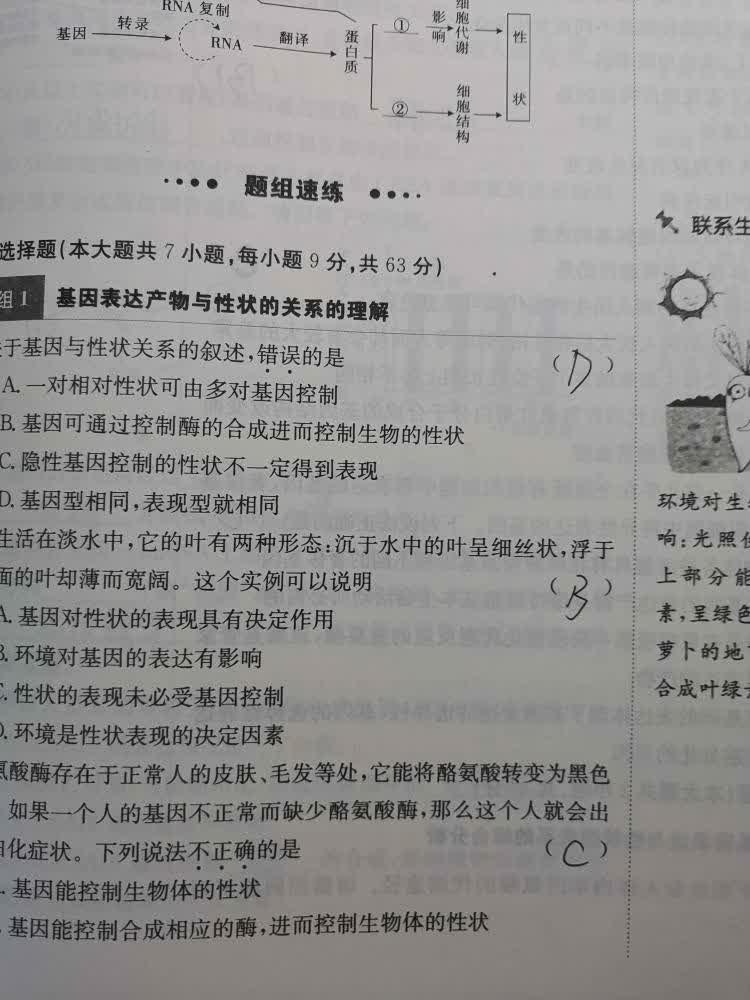 RNA 复制
基因 转录 RNA 翻译 蛋白质
① 影响 细胞代谢
② 细胞结构
性状
题组速练
选择题(本大题共 7 小题,每小题 9 分,共 63 分)
组 1 基因表达产物与性状的关系的理解
于基因与性状关系的叙述,错误的是 (D)
A. 一对相对性状可由多对基因控制
B. 基因可通过控制酶的合成进而控制生物的性状
C. 隐性基因控制的性状不一定得到表现
D. 基因型相同,表现型就相同
生活在淡水中,它的叶有两种形态:沉于水中的叶呈细丝状,浮于
面的叶却薄而宽阔。这个实例可以说明 (B)
A. 基因对性状的表现具有决定作用
B. 环境对基因的表达有影响
C. 性状的表现未必受基因控制
D. 环境是性状表现的决定因素
氨酸酶存在于正常人的皮肤、毛发等处,它能将酪氨酸转变为黑色
如果一个人的基因不正常而缺少酪氨酸酶,那么这个人就会出
化症状。下列说法不正确的是 (C)
. 基因能控制生物体的性状
. 基因能控制合成相应的酶,进而控制生物体的性状
联系生
环境对生
响:光照
上部分能
素,呈绿色
萝卜的地
合成叶绿